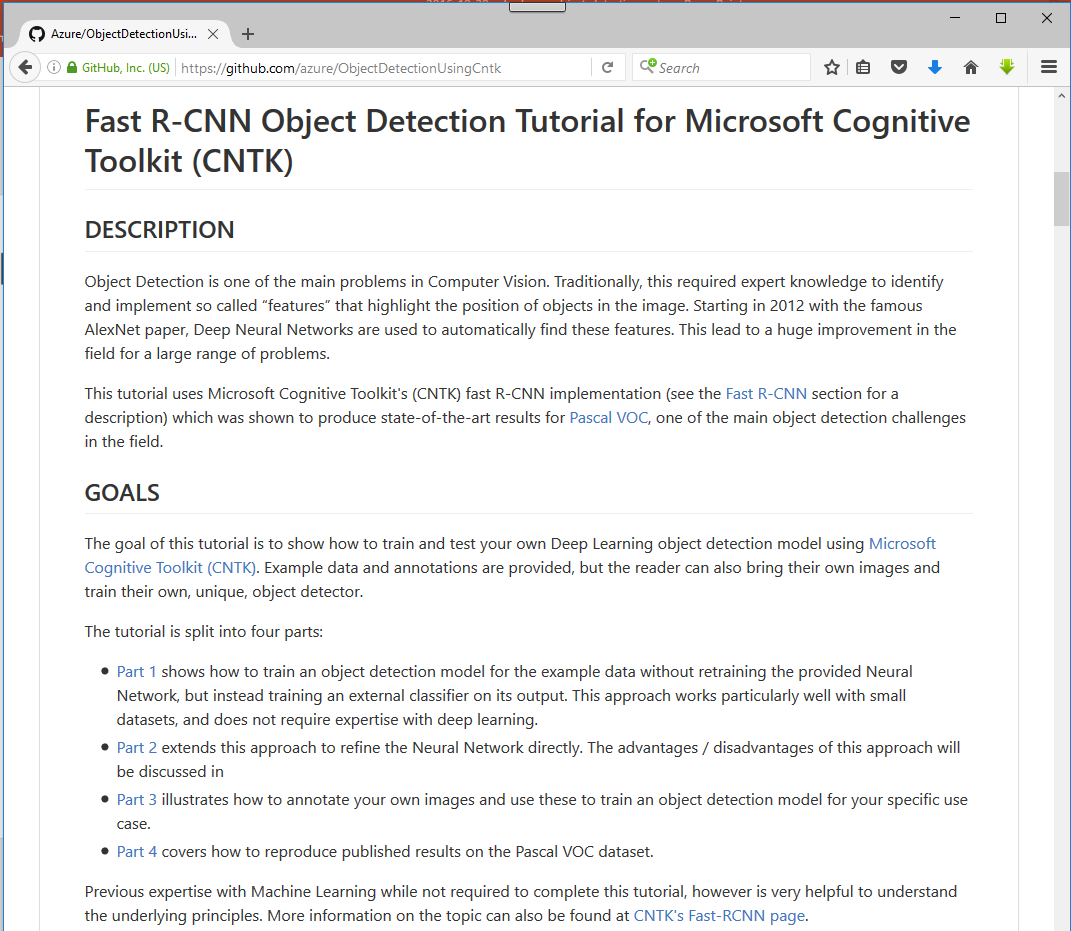 Azure/ObjectDetectionUsi...
GitHub, Inc. (US)
https://github.com/azure/ObjectDetectionUsingCntk
Search
Fast R-CNN Object Detection Tutorial for Microsoft Cognitive
Toolkit (CNTK)
DESCRIPTION
Object Detection is one of the main problems in Computer Vision. Traditionally, this required expert knowledge to identify
and implement so called “features” that highlight the position of objects in the image. Starting in 2012 with the famous
AlexNet paper, Deep Neural Networks are used to automatically find these features. This lead to a huge improvement in the
field for a large range of problems.
This tutorial uses Microsoft Cognitive Toolkit's (CNTK) fast R-CNN implementation (see the Fast R-CNN section for a
description) which was shown to produce state-of-the-art results for Pascal VOC, one of the main object detection challenges
in the field.
GOALS
The goal of this tutorial is to show how to train and test your own Deep Learning object detection model using Microsoft
Cognitive Toolkit (CNTK). Example data and annotations are provided, but the reader can also bring their own images and
train their own, unique, object detector.
The tutorial is split into four parts:
• Part 1 shows how to train an object detection model for the example data without retraining the provided Neural
Network, but instead training an external classifier on its output. This approach works particularly well with small
datasets, and does not require expertise with deep learning.
• Part 2 extends this approach to refine the Neural Network directly. The advantages / disadvantages of this approach will
be discussed in
• Part 3 illustrates how to annotate your own images and use these to train an object detection model for your specific use
case.
• Part 4 covers how to reproduce published results on the Pascal VOC dataset.
Previous expertise with Machine Learning while not required to complete this tutorial, however is very helpful to understand
the underlying principles. More information on the topic can also be found at CNTK's Fast-RCNN page.